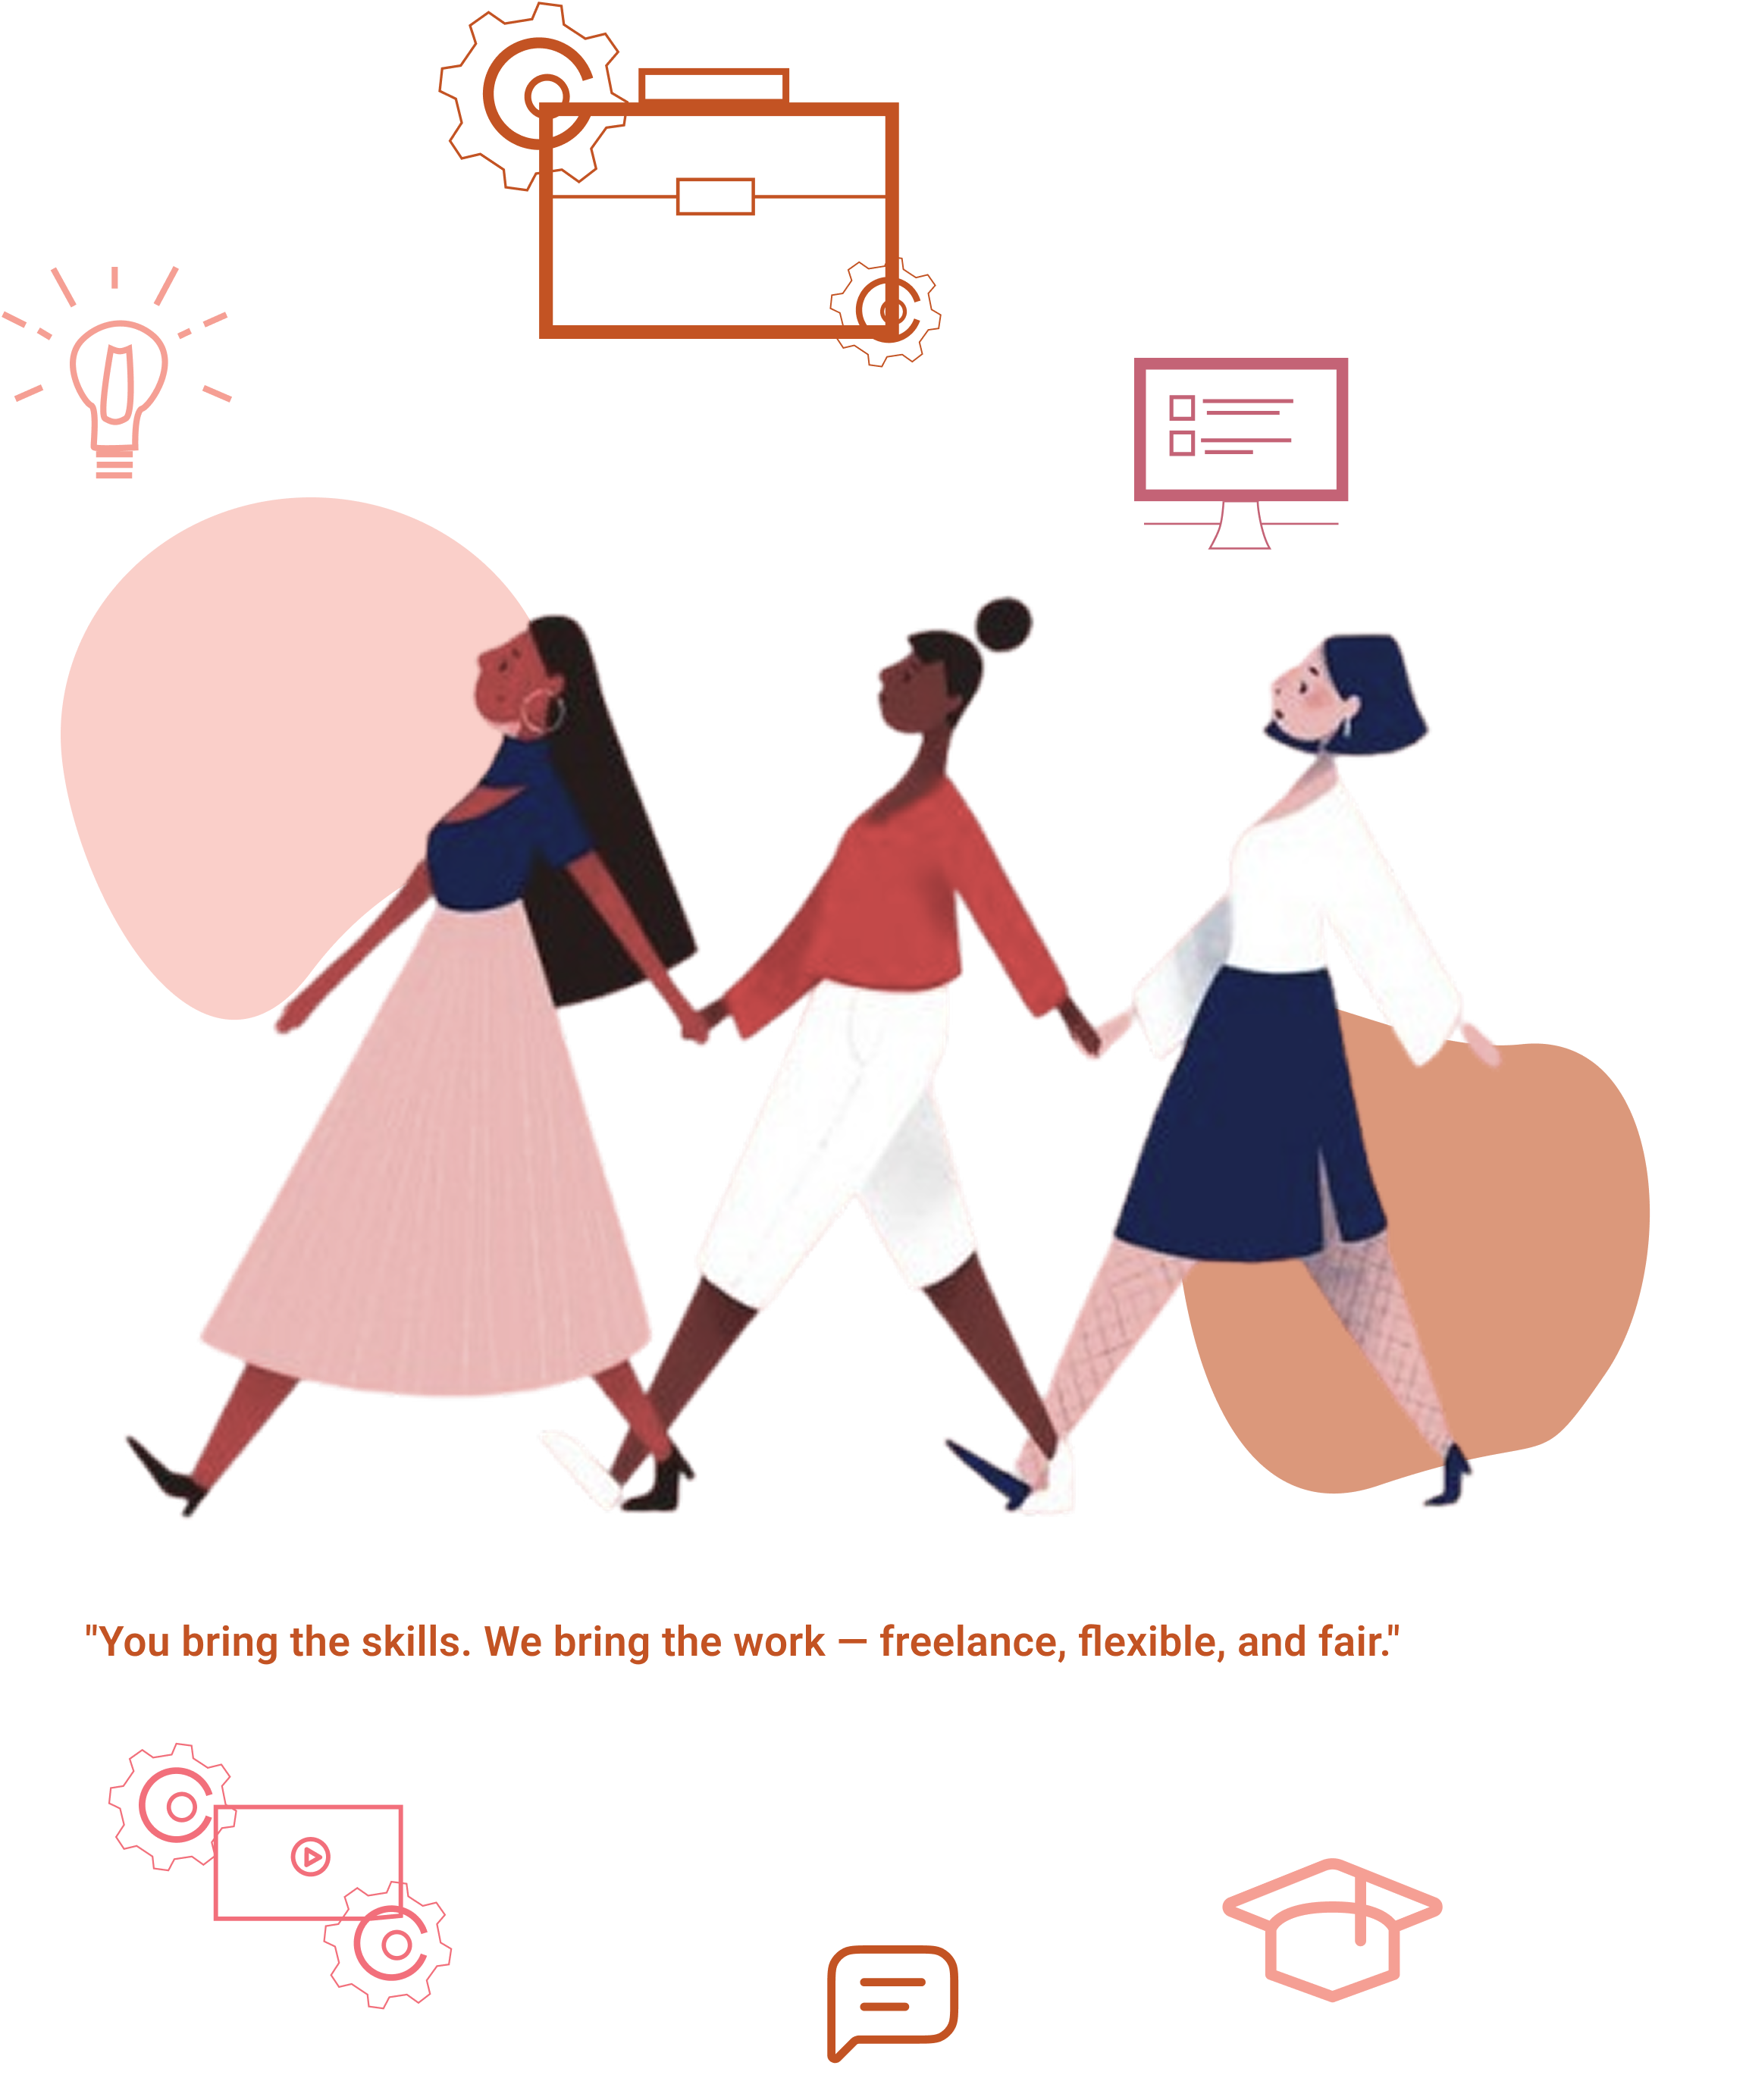 "You bring the skills. We bring the work — freelance, flexible, and fair."